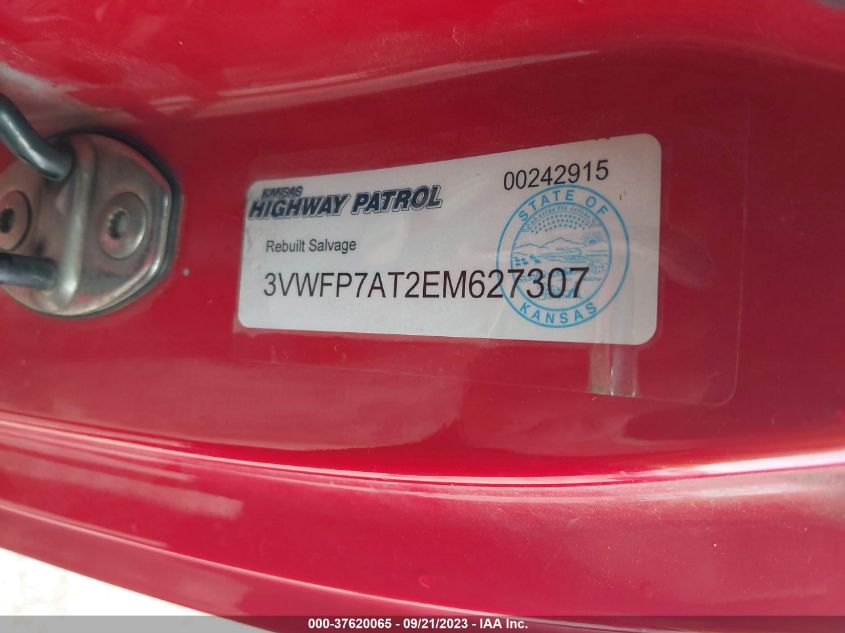 KANSAS
HIGHWAY PATROL
00242915
Rebuilt Salvage
3VWFP7AT2EM627307
STATE OF
KANSAS
000-37620065 - 09/21/2023 - IAA Inc.